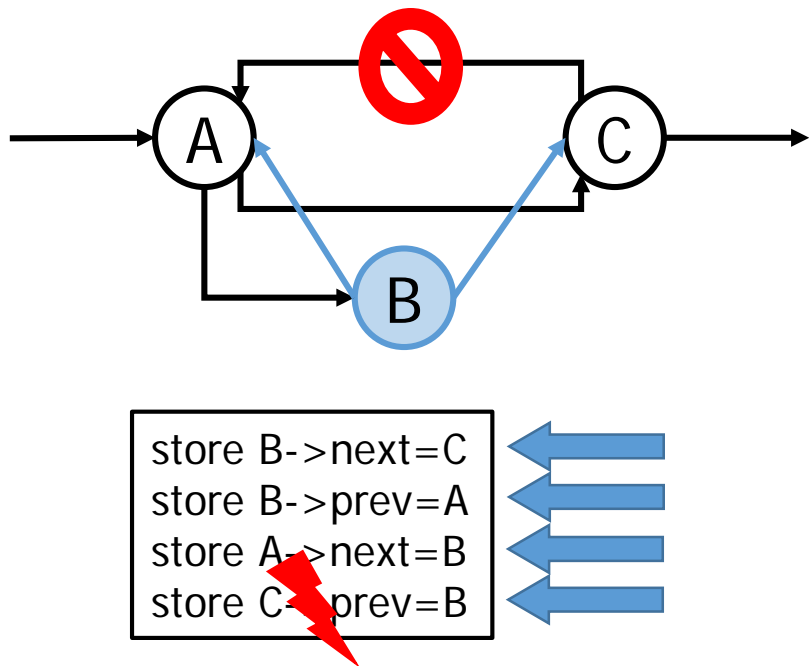 A
C
B
store B->next=C
store B->prev=A
store A->next=B
store C->prev=B